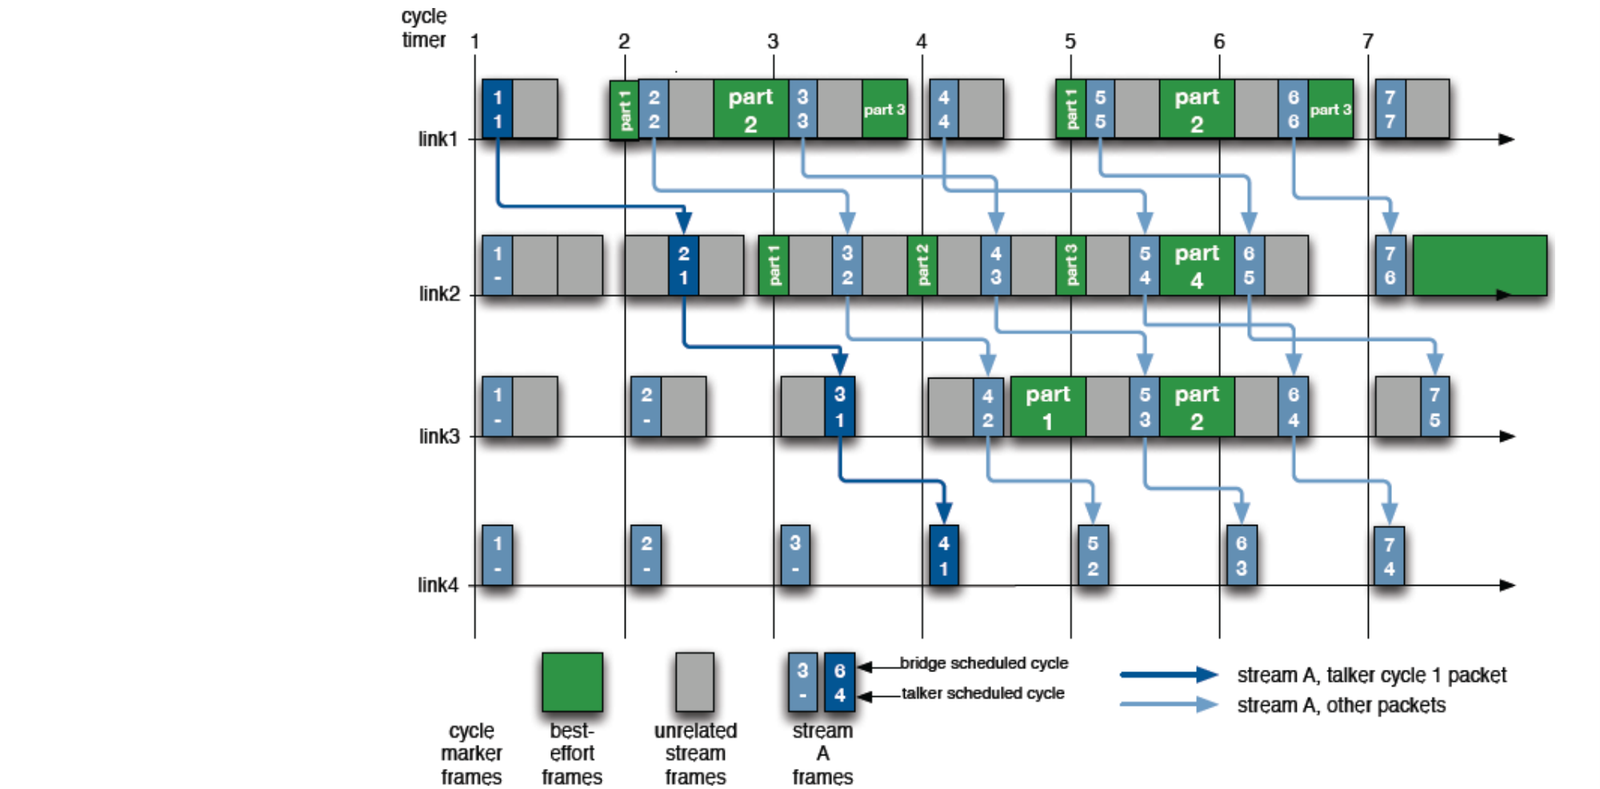 cycle
timer
1 2 3 4 5 6 7
1 part 1 2 part 3 part 3 4 part 1 5 part 6 part 3 7
1 2 2 3 4 5 2 6 7
link1
1 2 part 1 3 part 2 4 part 3 5 part 6 7
- 1 2 3 4 4 5 6
link2
1 2 3 4 part 5 part 6 7
- - 1 2 1 3 2 4 5
link3
1 2 3 4 5 6 7
- - - 1 2 3 4
link4
3 6 bridge scheduled cycle
- 4 talker scheduled cycle
stream A, talker cycle 1 packet
stream A, other packets
cycle
marker
frames
best-
effort
frames
unrelated
stream
frames
stream
A
frames